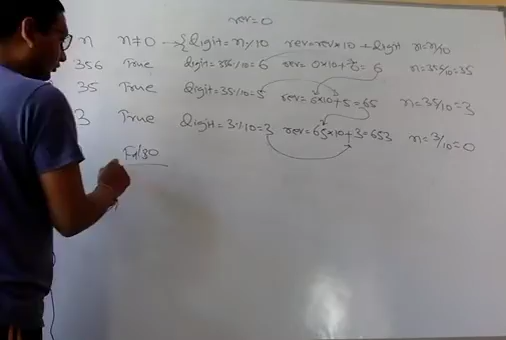 rev=0
n n≠0 → { digit=n%10 rev=rev*10+digit n=n/10
356 True digit=356%10=6 rev=0*10+6=6 n=356/10=35
35 True digit=35%10=5 rev=6*10+5=65 n=35/10=3
3 True digit=3%10=3 rev=65*10+3=653 n=3/10=0